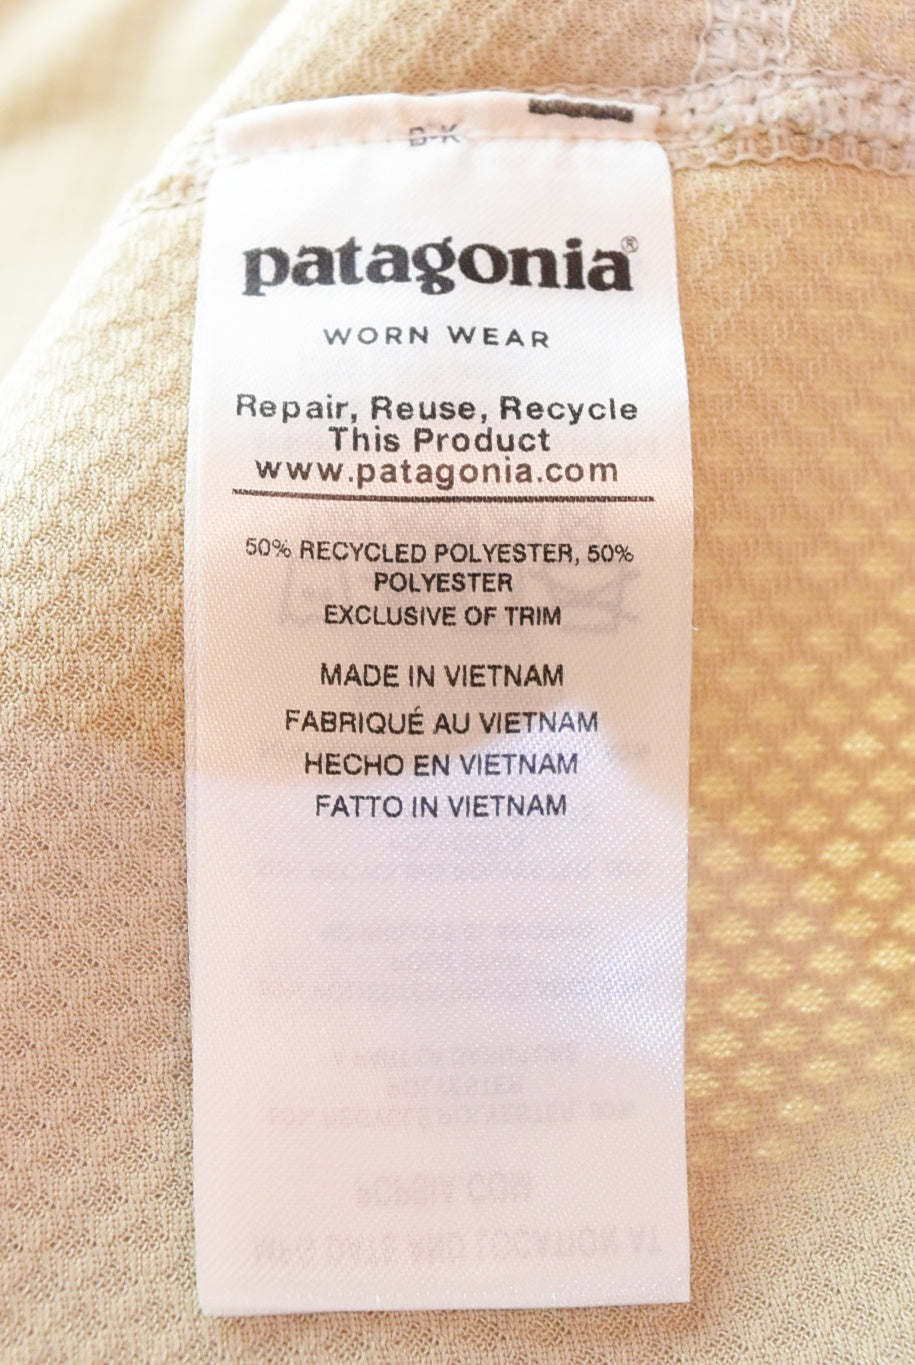 B-K
patagonia®
WORN WEAR
Repair, Reuse, Recycle
This Product
www.patagonia.com
50% RECYCLED POLYESTER, 50%
POLYESTER
EXCLUSIVE OF TRIM
MADE IN VIETNAM
FABRIQUÉ AU VIETNAM
HECHO EN VIETNAM
FATTO IN VIETNAM